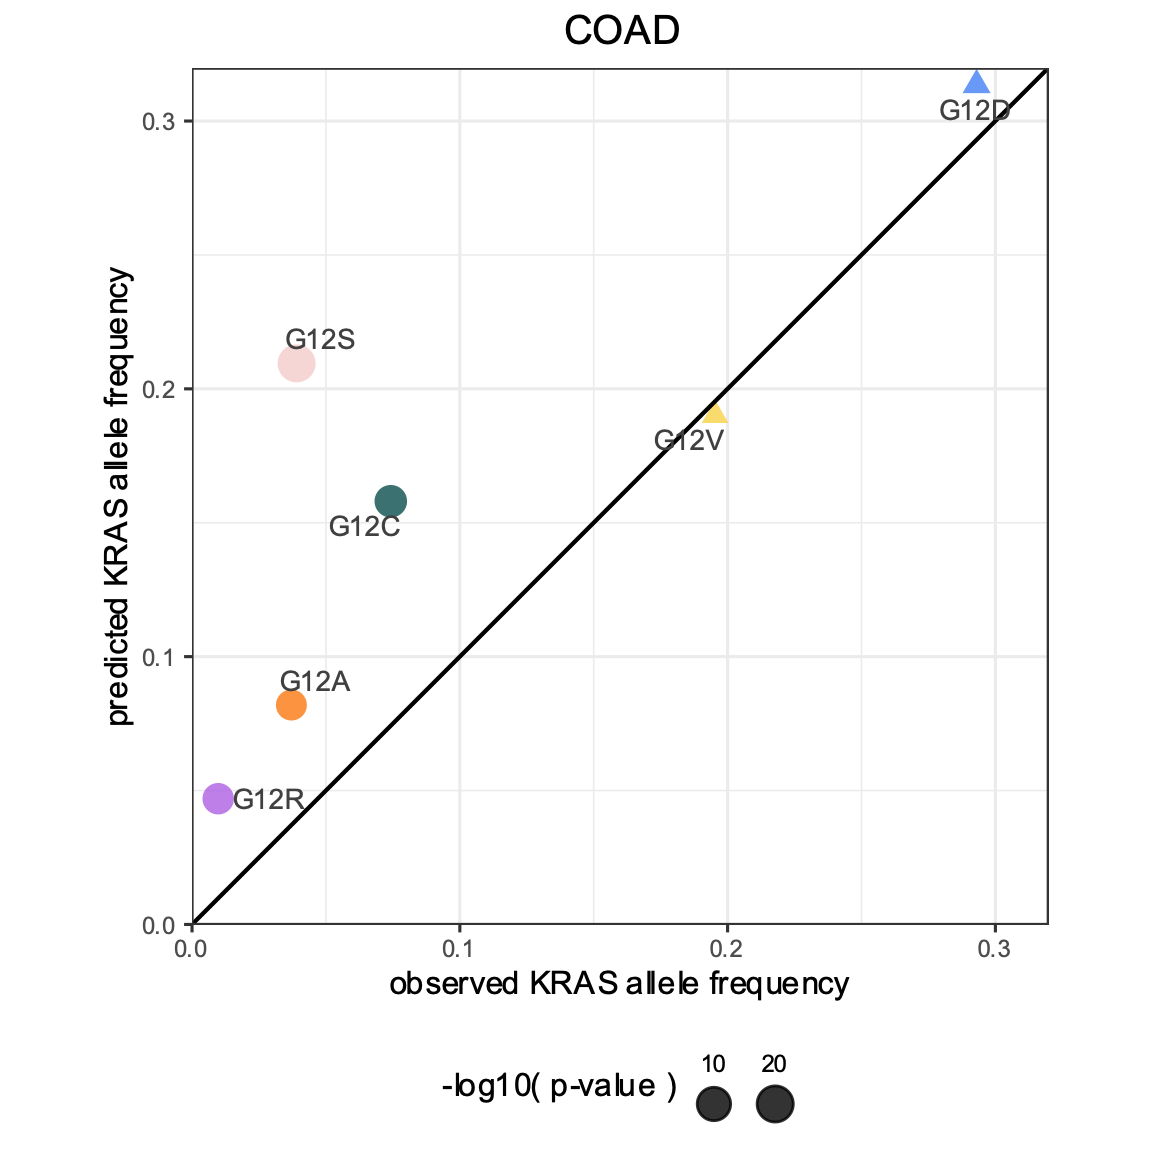 COAD
predicted KRAS allele frequency
0.3
0.2
0.1
0.0
G12D
G12S
G12V
G12C
G12A
G12R
0.0 0.1 0.2 0.3
observed KRAS allele frequency
-log10( p-value ) 10 20